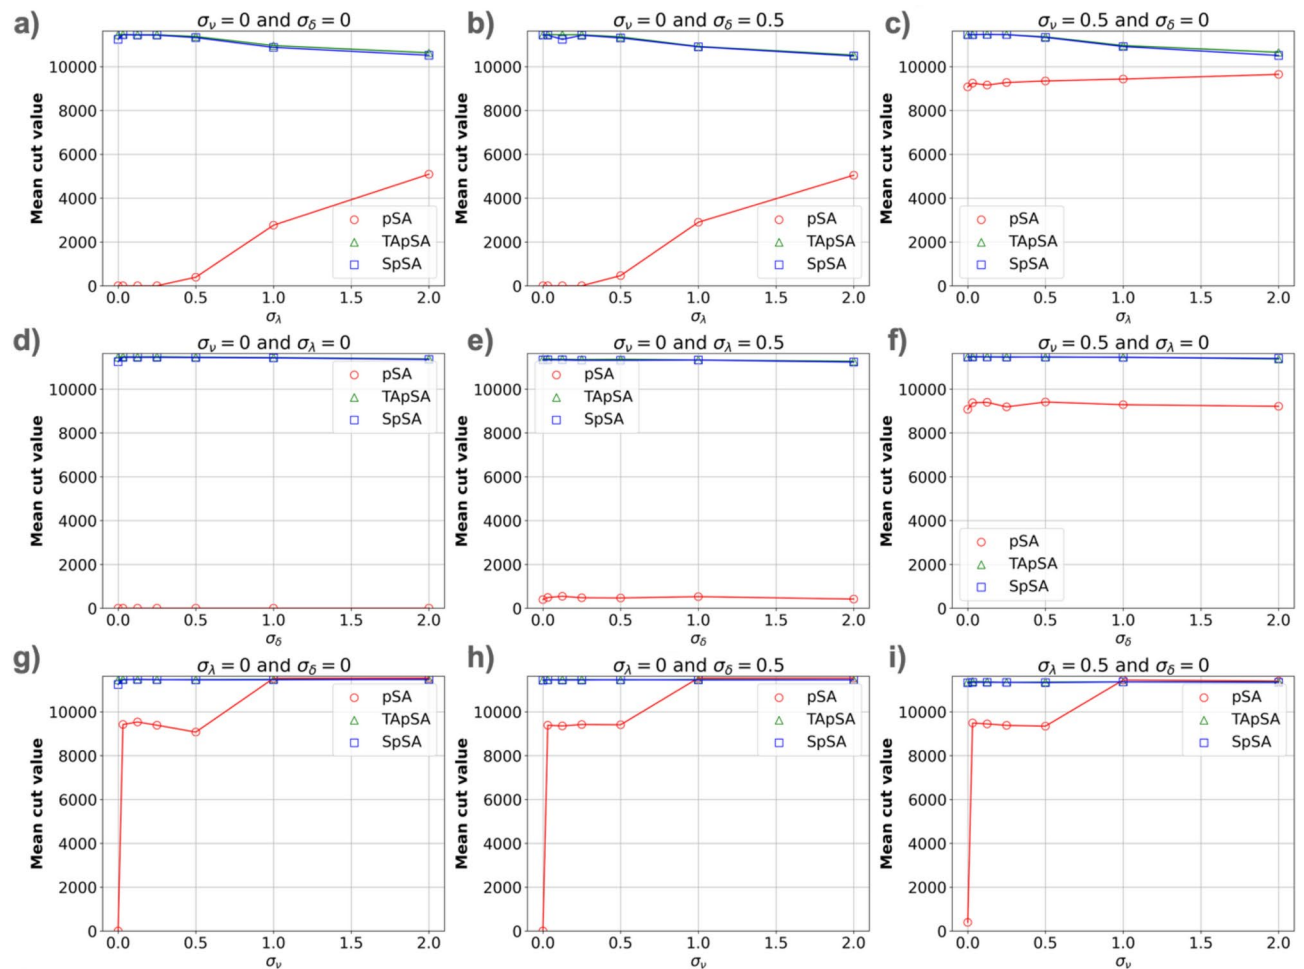 a) σν = 0 and σδ = 0
Mean cut value
10000
8000
6000
4000
2000
0
pSA
TApSA
SpSA
0.0 0.5 1.0 1.5 2.0
σλ
b) σν = 0 and σδ = 0.5
Mean cut value
10000
8000
6000
4000
2000
0
pSA
TApSA
SpSA
0.0 0.5 1.0 1.5 2.0
σλ
c) σν = 0.5 and σδ = 0
Mean cut value
10000
8000
6000
4000
2000
0
pSA
TApSA
SpSA
0.0 0.5 1.0 1.5 2.0
σλ
d) σν = 0 and σλ = 0
Mean cut value
10000
8000
6000
4000
2000
0
pSA
TApSA
SpSA
0.0 0.5 1.0 1.5 2.0
σδ
e) σν = 0 and σλ = 0.5
Mean cut value
10000
8000
6000
4000
2000
0
pSA
TApSA
SpSA
0.0 0.5 1.0 1.5 2.0
σδ
f) σν = 0.5 and σλ = 0
Mean cut value
10000
8000
6000
4000
2000
0
pSA
TApSA
SpSA
0.0 0.5 1.0 1.5 2.0
σδ
g) σλ = 0 and σδ = 0
Mean cut value
10000
8000
6000
4000
2000
0
pSA
TApSA
SpSA
0.0 0.5 1.0 1.5 2.0
σν
h) σλ = 0 and σδ = 0.5
Mean cut value
10000
8000
6000
4000
2000
0
pSA
TApSA
SpSA
0.0 0.5 1.0 1.5 2.0
σν
i) σλ = 0.5 and σδ = 0
Mean cut value
10000
8000
6000
4000
2000
0
pSA
TApSA
SpSA
0.0 0.5 1.0 1.5 2.0
σν